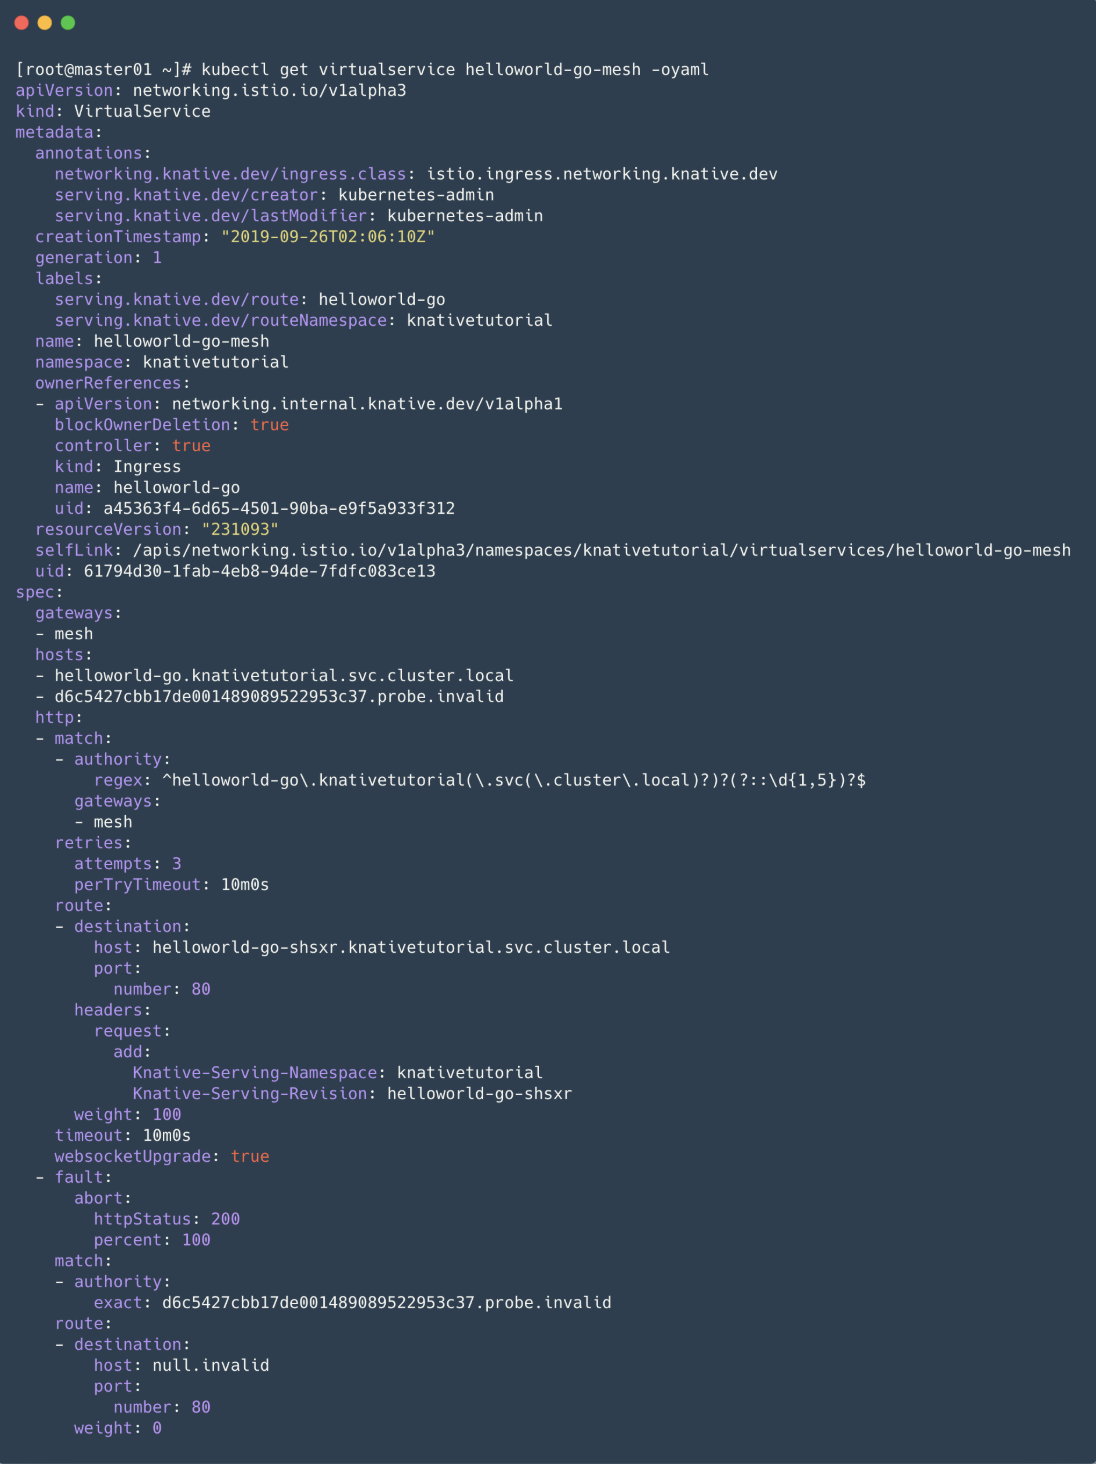 [root@master01 ~]# kubectl get virtualservice helloworld-go-mesh -oyaml
apiVersion: networking.istio.io/v1alpha3
kind: VirtualService
metadata:
  annotations:
    networking.knative.dev/ingress.class: istio.ingress.networking.knative.dev
    serving.knative.dev/creator: kubernetes-admin
    serving.knative.dev/lastModifier: kubernetes-admin
  creationTimestamp: "2019-09-26T02:06:10Z"
  generation: 1
  labels:
    serving.knative.dev/route: helloworld-go
    serving.knative.dev/routeNamespace: knativetutorial
  name: helloworld-go-mesh
  namespace: knativetutorial
  ownerReferences:
  - apiVersion: networking.internal.knative.dev/v1alpha1
    blockOwnerDeletion: true
    controller: true
    kind: Ingress
    name: helloworld-go
    uid: a45363f4-6d65-4501-90ba-e9f5a933f312
  resourceVersion: "231093"
  selfLink: /apis/networking.istio.io/v1alpha3/namespaces/knativetutorial/virtualservices/helloworld-go-mesh
  uid: 61794d30-1fab-4eb8-94de-7fdfc083ce13
spec:
  gateways:
  - mesh
  hosts:
  - helloworld-go.knativetutorial.svc.cluster.local
  - d6c5427cbb17de001489089522953c37.probe.invalid
  http:
  - match:
    - authority:
        regex: ^helloworld-go\.knativetutorial(\.svc(\.cluster\.local)?)?(?::\d{1,5})?$
      gateways:
      - mesh
    retries:
      attempts: 3
      perTryTimeout: 10m0s
    route:
    - destination:
        host: helloworld-go-shsxr.knativetutorial.svc.cluster.local
        port:
          number: 80
      headers:
        request:
          add:
            Knative-Serving-Namespace: knativetutorial
            Knative-Serving-Revision: helloworld-go-shsxr
      weight: 100
    timeout: 10m0s
    websocketUpgrade: true
  - fault:
      abort:
        httpStatus: 200
        percent: 100
    match:
    - authority:
        exact: d6c5427cbb17de001489089522953c37.probe.invalid
    route:
    - destination:
        host: null.invalid
        port:
          number: 80
      weight: 0